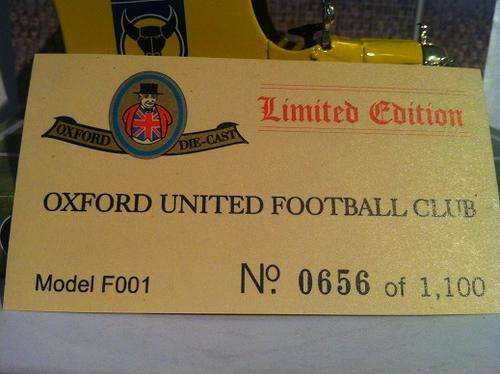 Limited Edition
OXFORD DIE-CAST
OXFORD UNITED FOOTBALL CLUB
Model F001
No. 0656 of 1,100